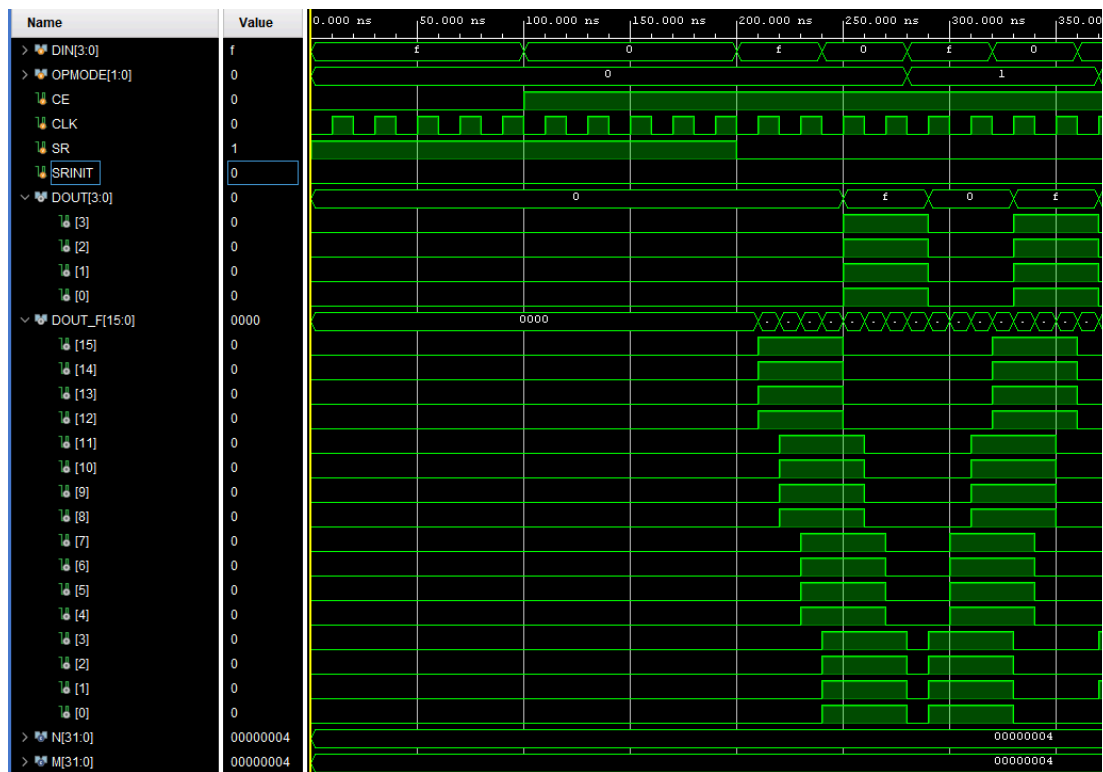 Name Value 0.000 ns 50.000 ns 100.000 ns 150.000 ns 200.000 ns 250.000 ns 300.000 ns 350.00
DIN[3:0] f f 0 f 0 f 0
OPMODE[1:0] 0 0 1
CE 0
CLK 0
SR 1
SRINIT 0
DOUT[3:0] 0 0 f 0 f
[3] 0
[2] 0
[1] 0
[0] 0
DOUT_F[15:0] 0000 0000
[15] 0
[14] 0
[13] 0
[12] 0
[11] 0
[10] 0
[9] 0
[8] 0
[7] 0
[6] 0
[5] 0
[4] 0
[3] 0
[2] 0
[1] 0
[0] 0
N[31:0] 00000004 00000004
M[31:0] 00000004 00000004